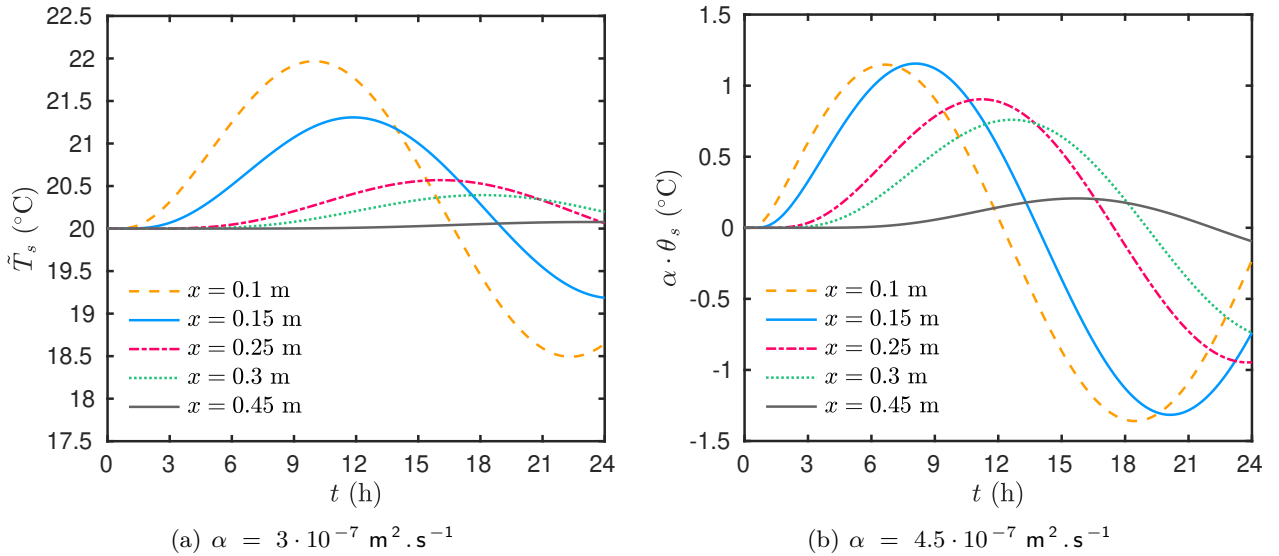 22.5
22
21.5
21
20.5
20
19.5
19
18.5
18
17.5
T̃ s (°C)
x = 0.1 m
x = 0.15 m
x = 0.25 m
x = 0.3 m
x = 0.45 m
0 3 6 9 12 15 18 21 24
t (h)
(a) α = 3 · 10⁻⁷ m² . s⁻¹
1.5
1
0.5
0
-0.5
-1
-1.5
α · θ s (°C)
x = 0.1 m
x = 0.15 m
x = 0.25 m
x = 0.3 m
x = 0.45 m
0 3 6 9 12 15 18 21 24
t (h)
(b) α = 4.5 · 10⁻⁷ m² . s⁻¹